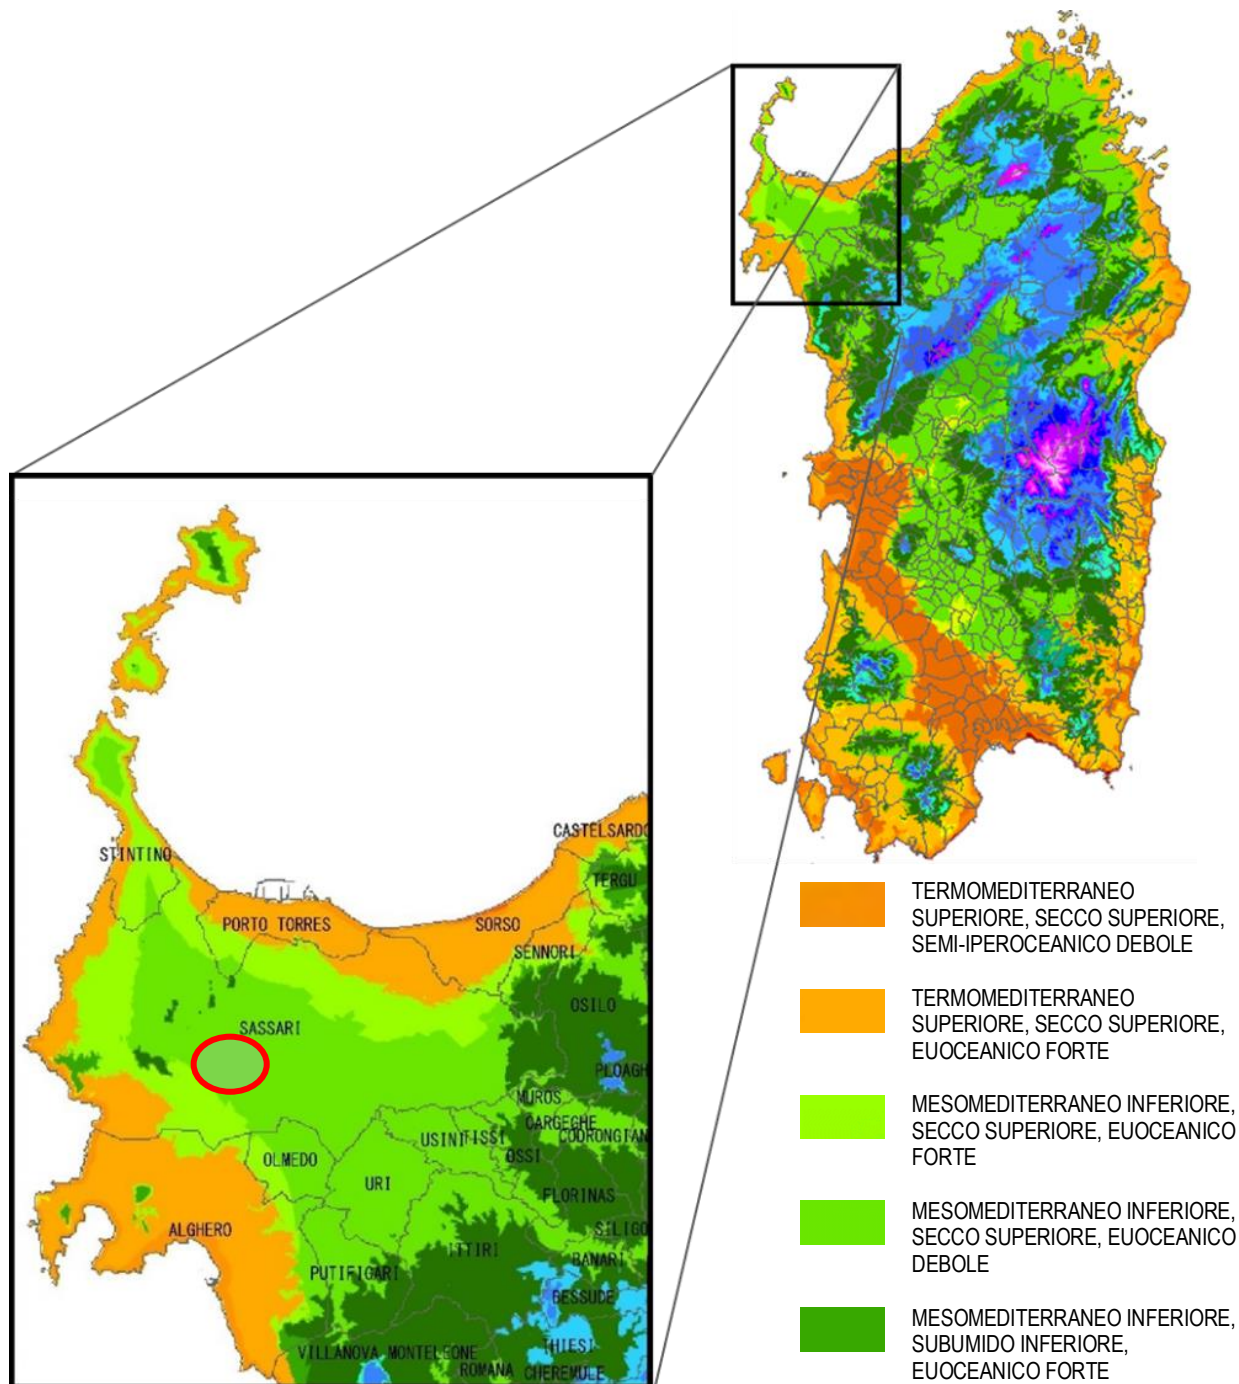 CASTELSARDO
STINTINO
TERGU
PORTO TORRES
SORSO
SENNORI
OSILO
SASSARI
PLOAGH
MUROS
CARGEGHE
USINI
TISSI
CODRONGIAN
OLMEDO
OSSI
URI
FLORINAS
ALGHERO
SILIGO
ITTIRI
BANARI
PUTIFIGARI
BESSUDE
VILLANOVA MONTELEONE
THIESI
ROMANA
CHEREMULE
TERMOMEDITERRANEO
SUPERIORE, SECCO SUPERIORE,
SEMI-IPEROCEANICO DEBOLE
TERMOMEDITERRANEO
SUPERIORE, SECCO SUPERIORE,
EUOCEANICO FORTE
MESOMEDITERRANEO INFERIORE,
SECCO SUPERIORE, EUOCEANICO
FORTE
MESOMEDITERRANEO INFERIORE,
SECCO SUPERIORE, EUOCEANICO
DEBOLE
MESOMEDITERRANEO INFERIORE,
SUBUMIDO INFERIORE,
EUOCEANICO FORTE